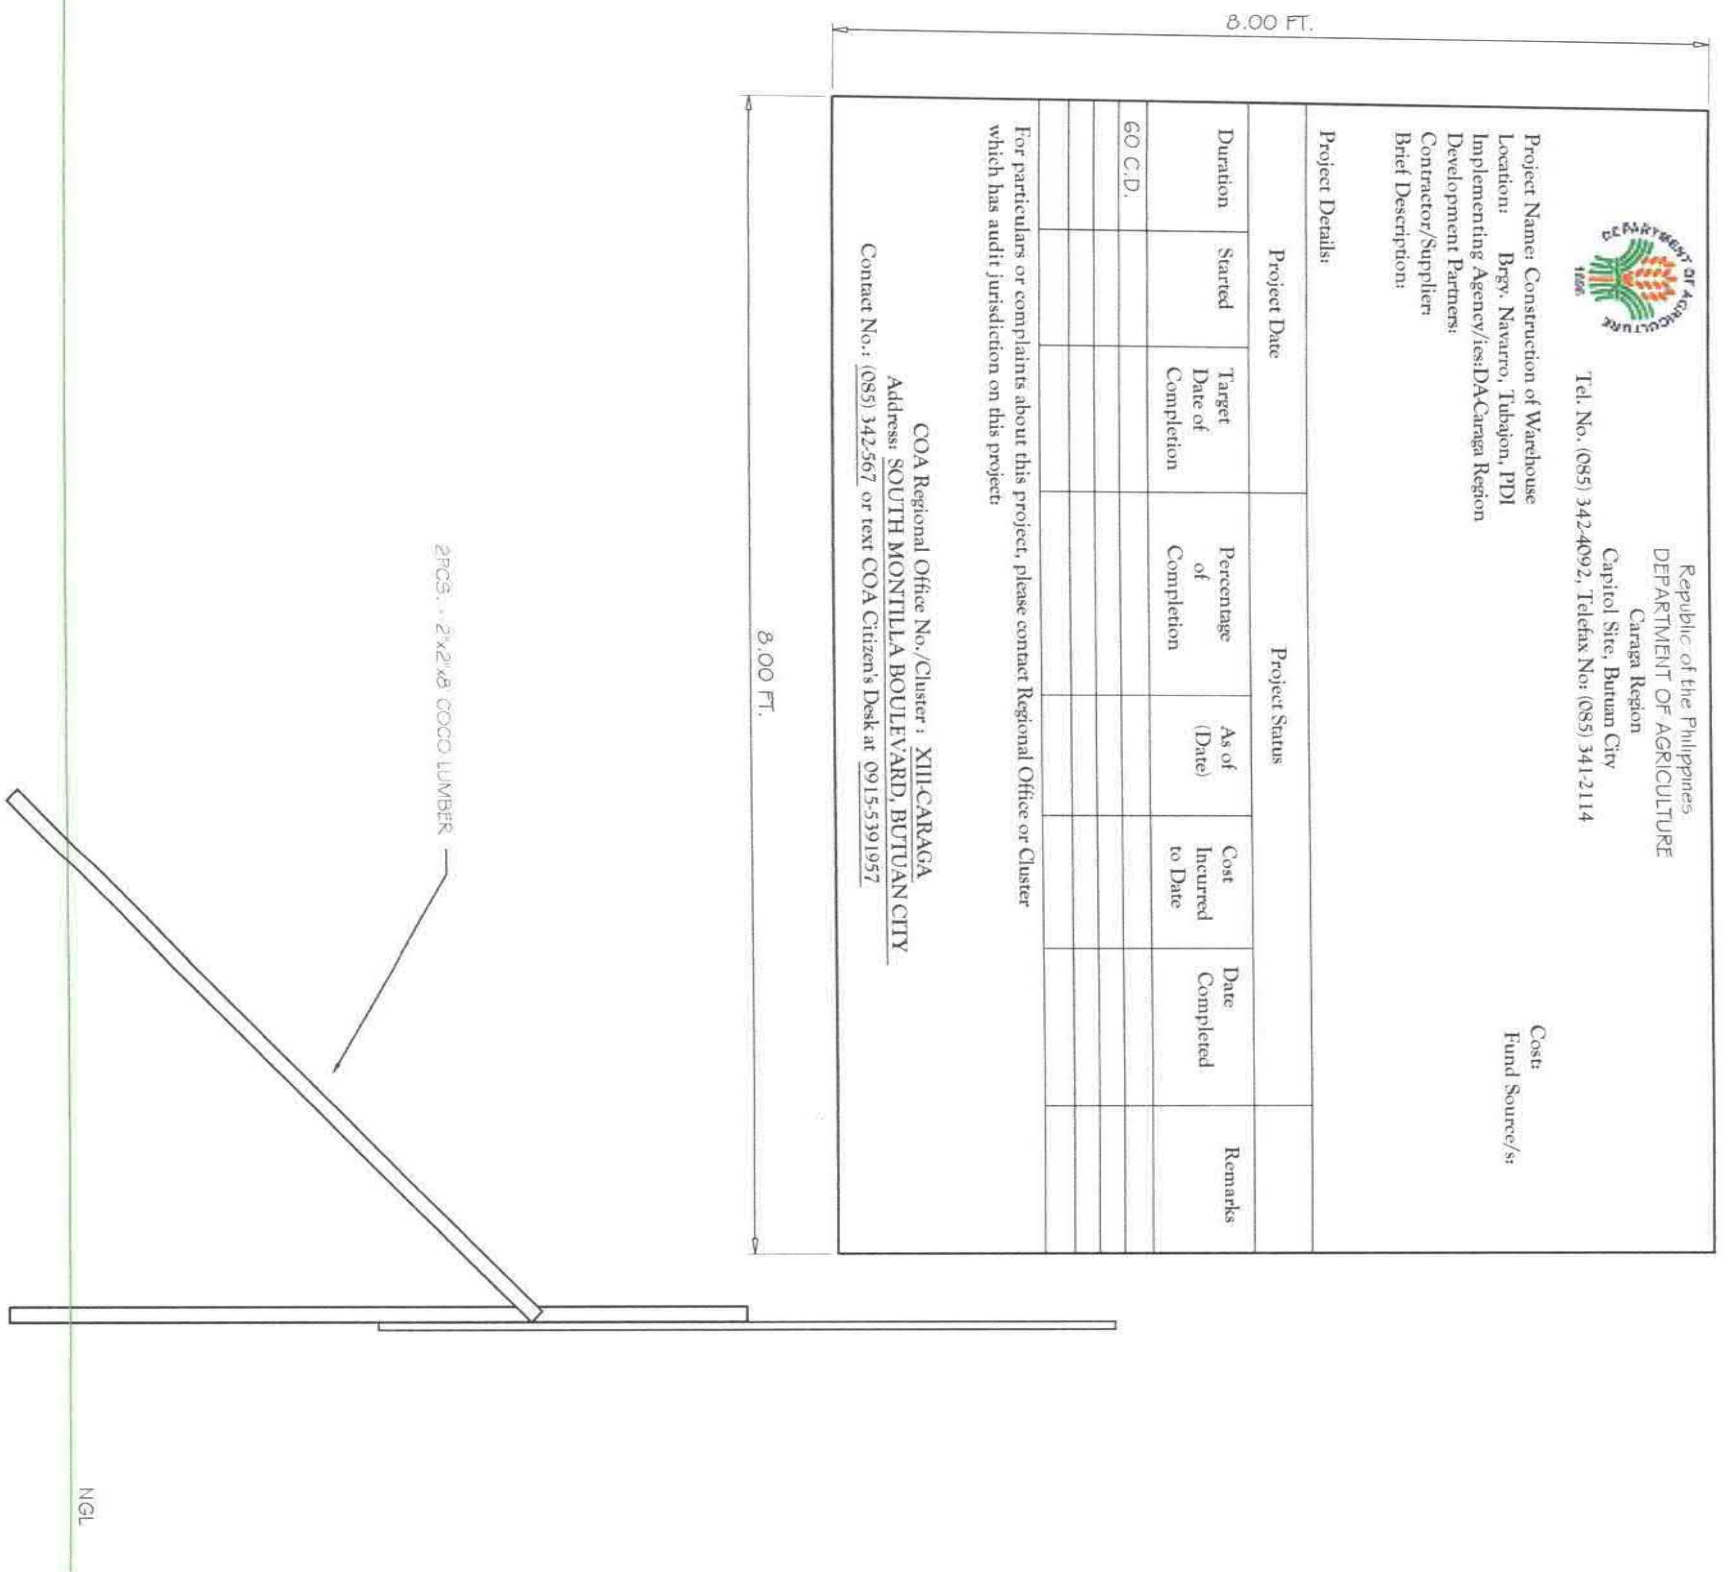 8.00 FT.
DEPARTMENT OF AGRICULTURE
1898
Republic of the Philippines
DEPARTMENT OF AGRICULTURE
Caraga Region
Capitol Site, Butuan City
Tel. No. (085) 342-4092, Telefax No: (085) 341-2114
Project Name: Construction of Warehouse
Location: Brgy. Navarro, Tubajon, PDI
Implementing Agency/ies:DA-Caraga Region
Development Partners:
Contractor/Supplier:
Brief Description:
Cost:
Fund Source/s:
Project Details:
Project Date
Project Status
Duration
Started
Target
Date of
Completion
Percentage
of
Completion
As of
(Date)
Cost
Incurred
to Date
Date
Completed
Remarks
60 C.D.
For particulars or complaints about this project, please contact Regional Office or Cluster
which has audit jurisdiction on this project:
COA Regional Office No./Cluster : XIII-CARAGA
Address: SOUTH MONTILLA BOULEVARD, BUTUAN CITY
Contact No.: (085) 342-567 or text COA Citizen's Desk at 0915-5391957
8.00 FT.
2PCS. - 2"x2"x8 COCO LUMBER
NGL